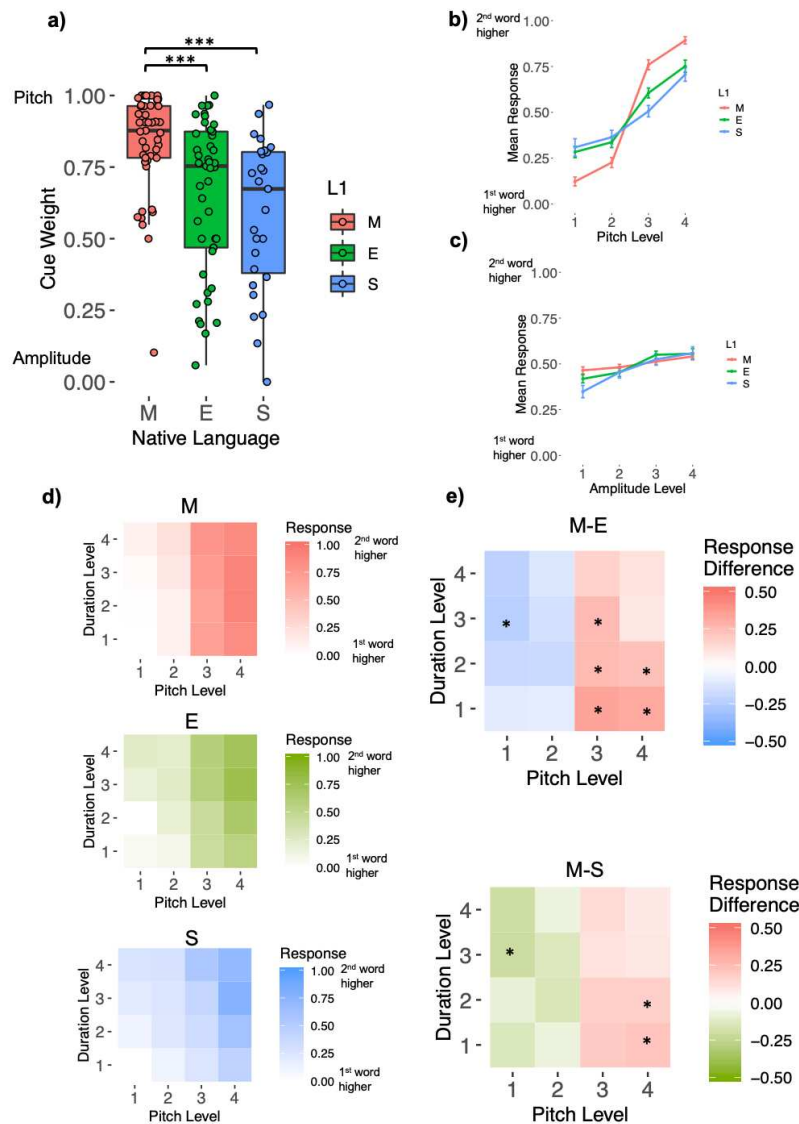 a)
***
***
Pitch
1.00
0.75
0.50
0.25
Amplitude
0.00
Cue Weight
M E S
Native Language
L1
M
E
S
b)
2nd word
higher
1.00
0.75
0.50
0.25
1st word
higher
0.00
Mean Response
1 2 3 4
Pitch Level
L1
M
E
S
c)
2nd word
higher
1.00
0.75
0.50
0.25
1st word
higher
0.00
Mean Response
1 2 3 4
Amplitude Level
L1
M
E
S
d)
M
Duration Level
4
3
2
1
1 2 3 4
Pitch Level
Response
1.00
2nd word
higher
0.75
0.50
0.25
1st word
0.00
higher
E
Duration Level
4
3
2
1
1 2 3 4
Pitch Level
Response
1.00
2nd word
higher
0.75
0.50
0.25
1st word
0.00
higher
S
Duration Level
4
3
2
1
1 2 3 4
Pitch Level
Response
1.00
2nd word
higher
0.75
0.50
0.25
1st word
0.00
higher
e)
M-E
Duration Level
4
3
2
1
* *
* *
* *
1 2 3 4
Pitch Level
Response
Difference
0.50
0.25
0.00
−0.25
−0.50
M-S
Duration Level
4
3
2
1
*
*
*
1 2 3 4
Pitch Level
Response
Difference
0.50
0.25
0.00
−0.25
−0.50